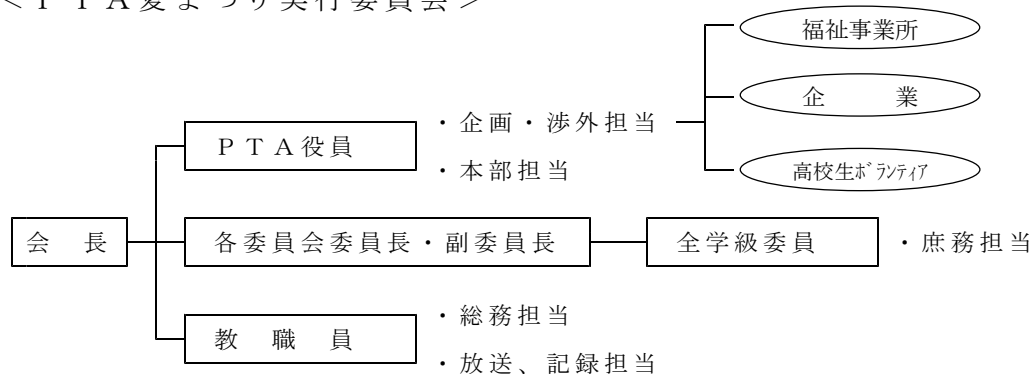 ＜ＰＴＡ夏まつり実行委員会＞
福祉事業所
企　　業
高校生ﾎﾞﾗﾝﾃｨｱ
ＰＴＡ役員
・企画・渉外担当
・本部担当
会　長
各委員会委員長・副委員長
全学級委員
・庶務担当
教　職　員
・総務担当
・放送、記録担当